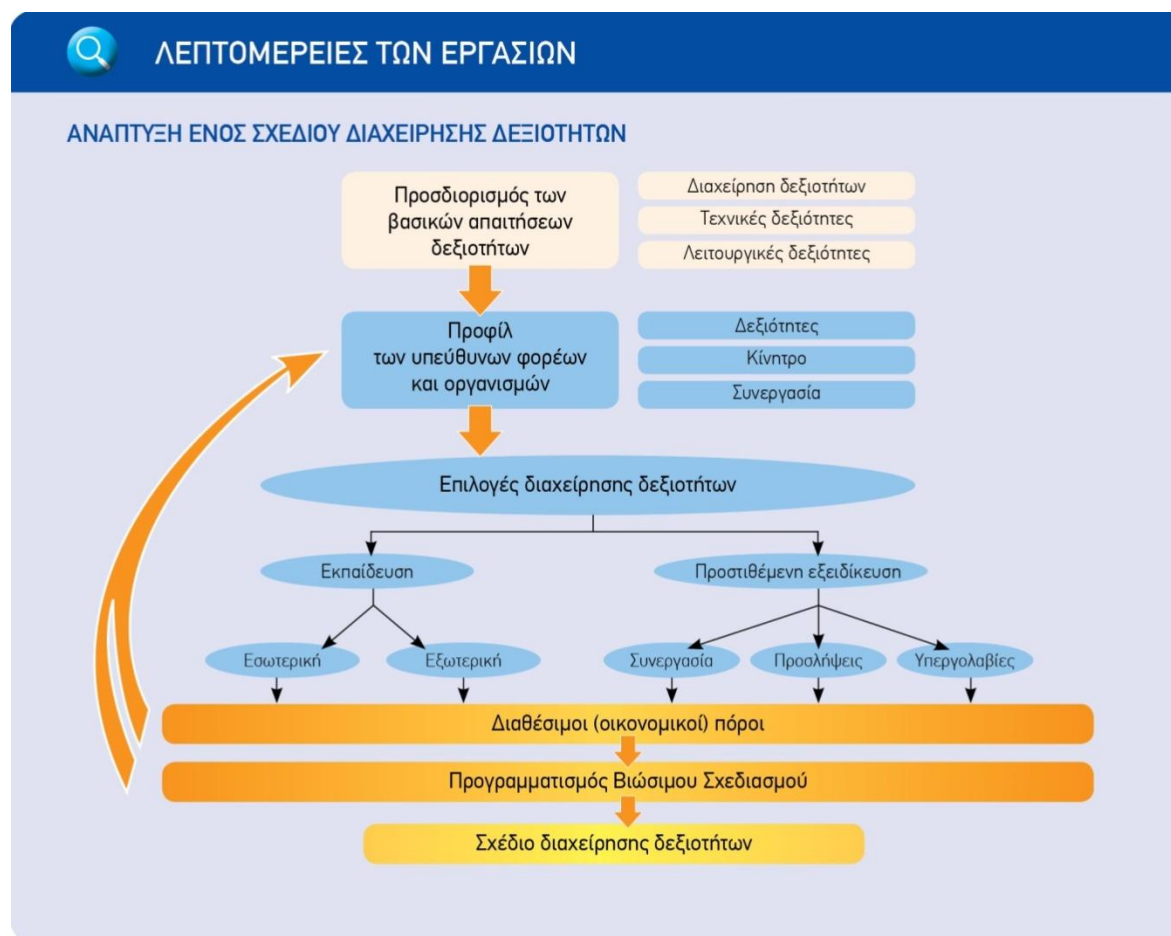 ΛΕΠΤΟΜΕΡΕΙΕΣ ΤΩΝ ΕΡΓΑΣΙΩΝ
ΑΝΑΠΤΥΞΗ ΕΝΟΣ ΣΧΕΔΙΟΥ ΔΙΑΧΕΙΡΗΣΗΣ ΔΕΞΙΟΤΗΤΩΝ
Προσδιορισμός των
βασικών απαιτήσεων
δεξιοτήτων
Διαχείρηση δεξιοτήτων
Τεχνικές δεξιότητες
Λειτουργικές δεξιότητες
Προφίλ
των υπεύθυνων φορέων
και οργανισμών
Δεξιότητες
Κίνητρο
Συνεργασία
Επιλογές διαχείρησης δεξιοτήτων
Εκπαίδευση
Προστιθέμενη εξειδίκευση
Εσωτερική
Εξωτερική
Συνεργασία
Προσλήψεις
Υπεργολαβίες
Διαθέσιμοι (οικονομικοί) πόροι
Προγραμματισμός Βιώσιμου Σχεδιασμού
Σχέδιο διαχείρησης δεξιοτήτων